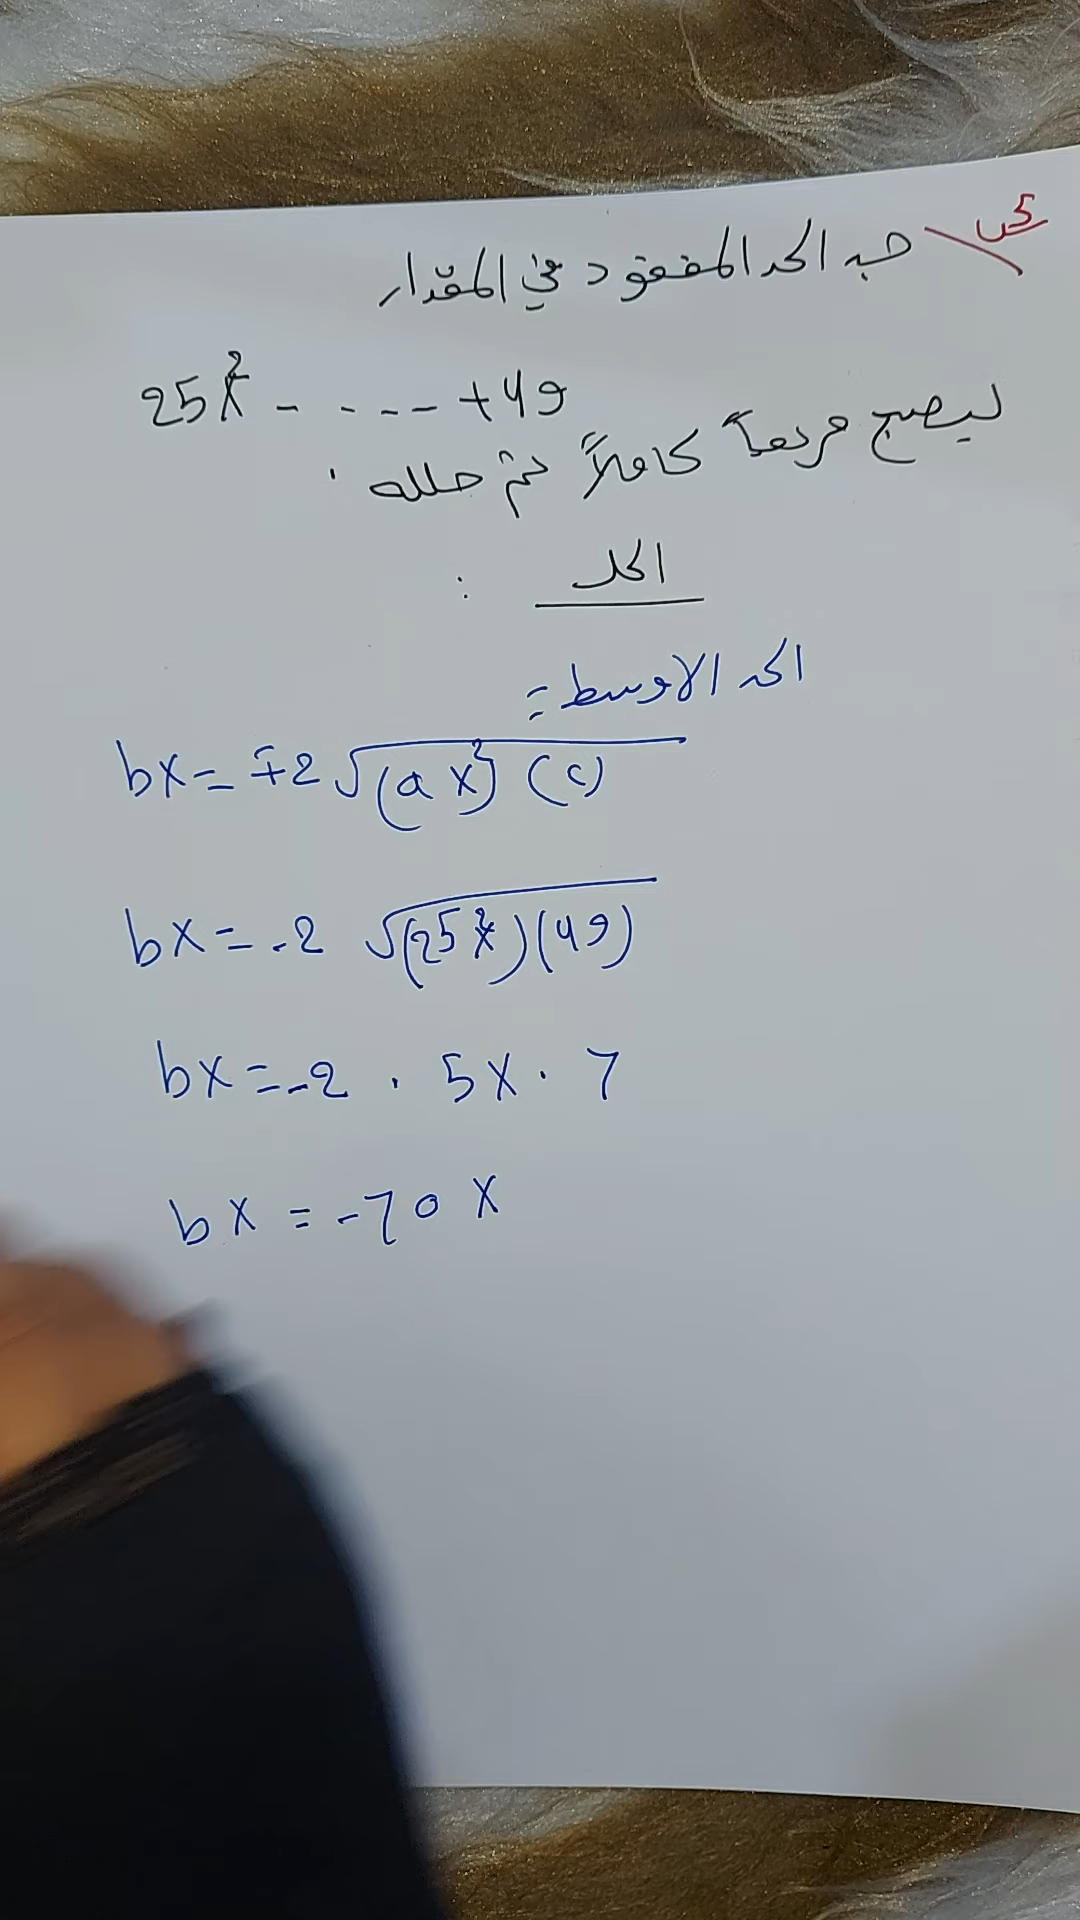 س\ جد الحد المفقود في المقدار
25x² - ... - +49
ليصبح مربعاً كاملاً ثم حلله .
الحل :
الحد الاوسط =
bx = ∓2 √(ax²) (c)
bx = -2 √(25x²)(49)
bx = -2 . 5x . 7
bx = -70 x